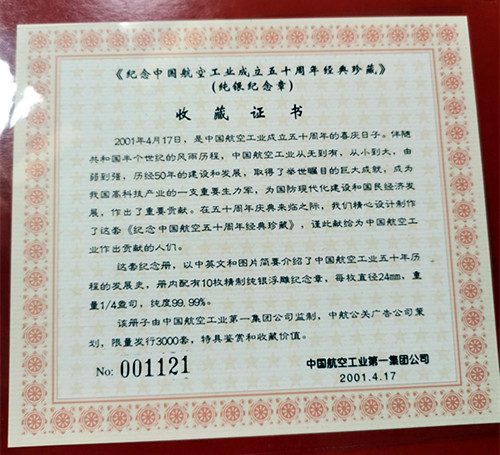 《纪念中国航空工业成立五十周年经典珍藏》
(纯银纪念章)
收藏证书
2001年4月17日，是中国航空工业成立五十周年的喜庆日子。伴随
共和国半个世纪的风雨历程，中国航空工业从无到有，从小到大，由
弱到强，历经50年的建设和发展，取得了举世瞩目的巨大成就，成为
我国高科技产业的一支重要生力军，为国防现代化建设和国民经济发
展，作出了重要贡献。在五十周年庆典来临之际，我们精心设计制作
了这套《纪念中国航空五十周年经典珍藏》，谨此献给为中国航空工
业作出贡献的人们。
这套纪念册，以中英文和图片简要介绍了中国航空工业五十年历
程的发展史，册内配有10枚精制纯银浮雕纪念章，每枚直径24mm，重
量1/4盎司，纯度99.99%。
该册子由中国航空工业第一集团公司监制，中航公关广告公司策
划，限量发行3000套，特具鉴赏和收藏价值。
No: 001121
中国航空工业第一集团公司
2001.4.17